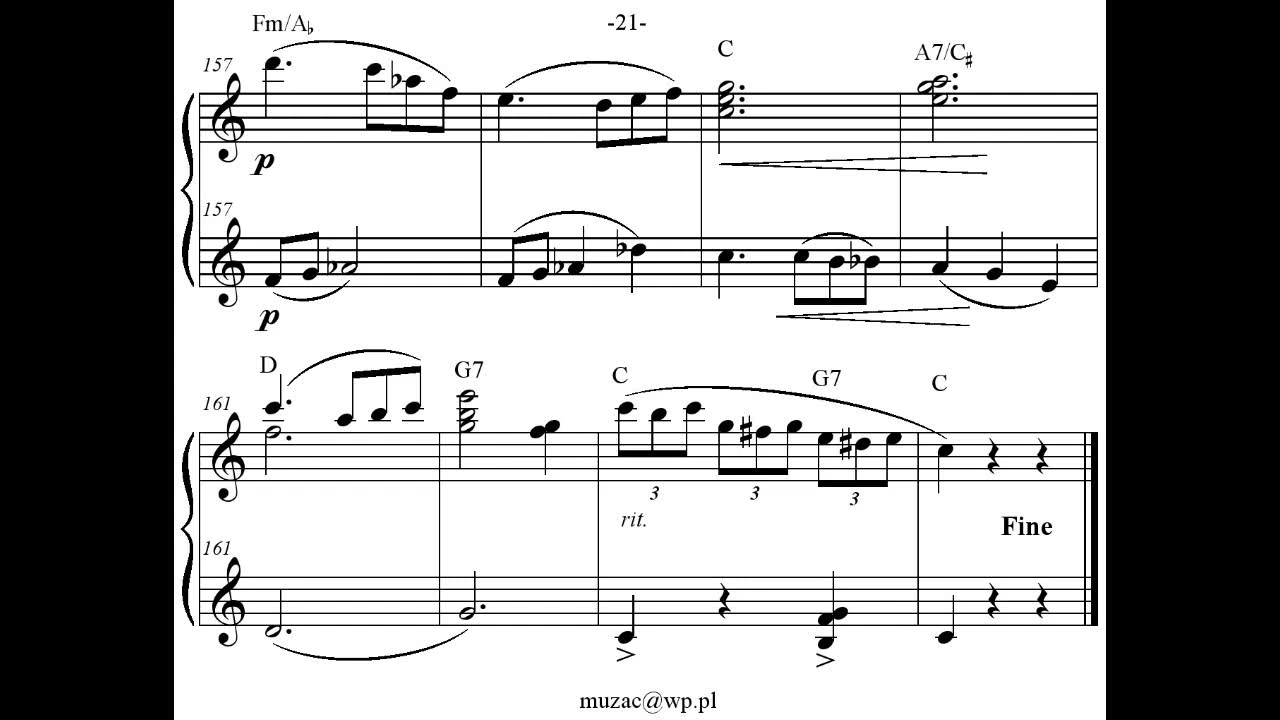 Fm/A♭ -21- C A7/C♯
157
p
157
p
D G7 C G7 C
161
3 3 3
rit.
Fine
161
muzac@wp.pl